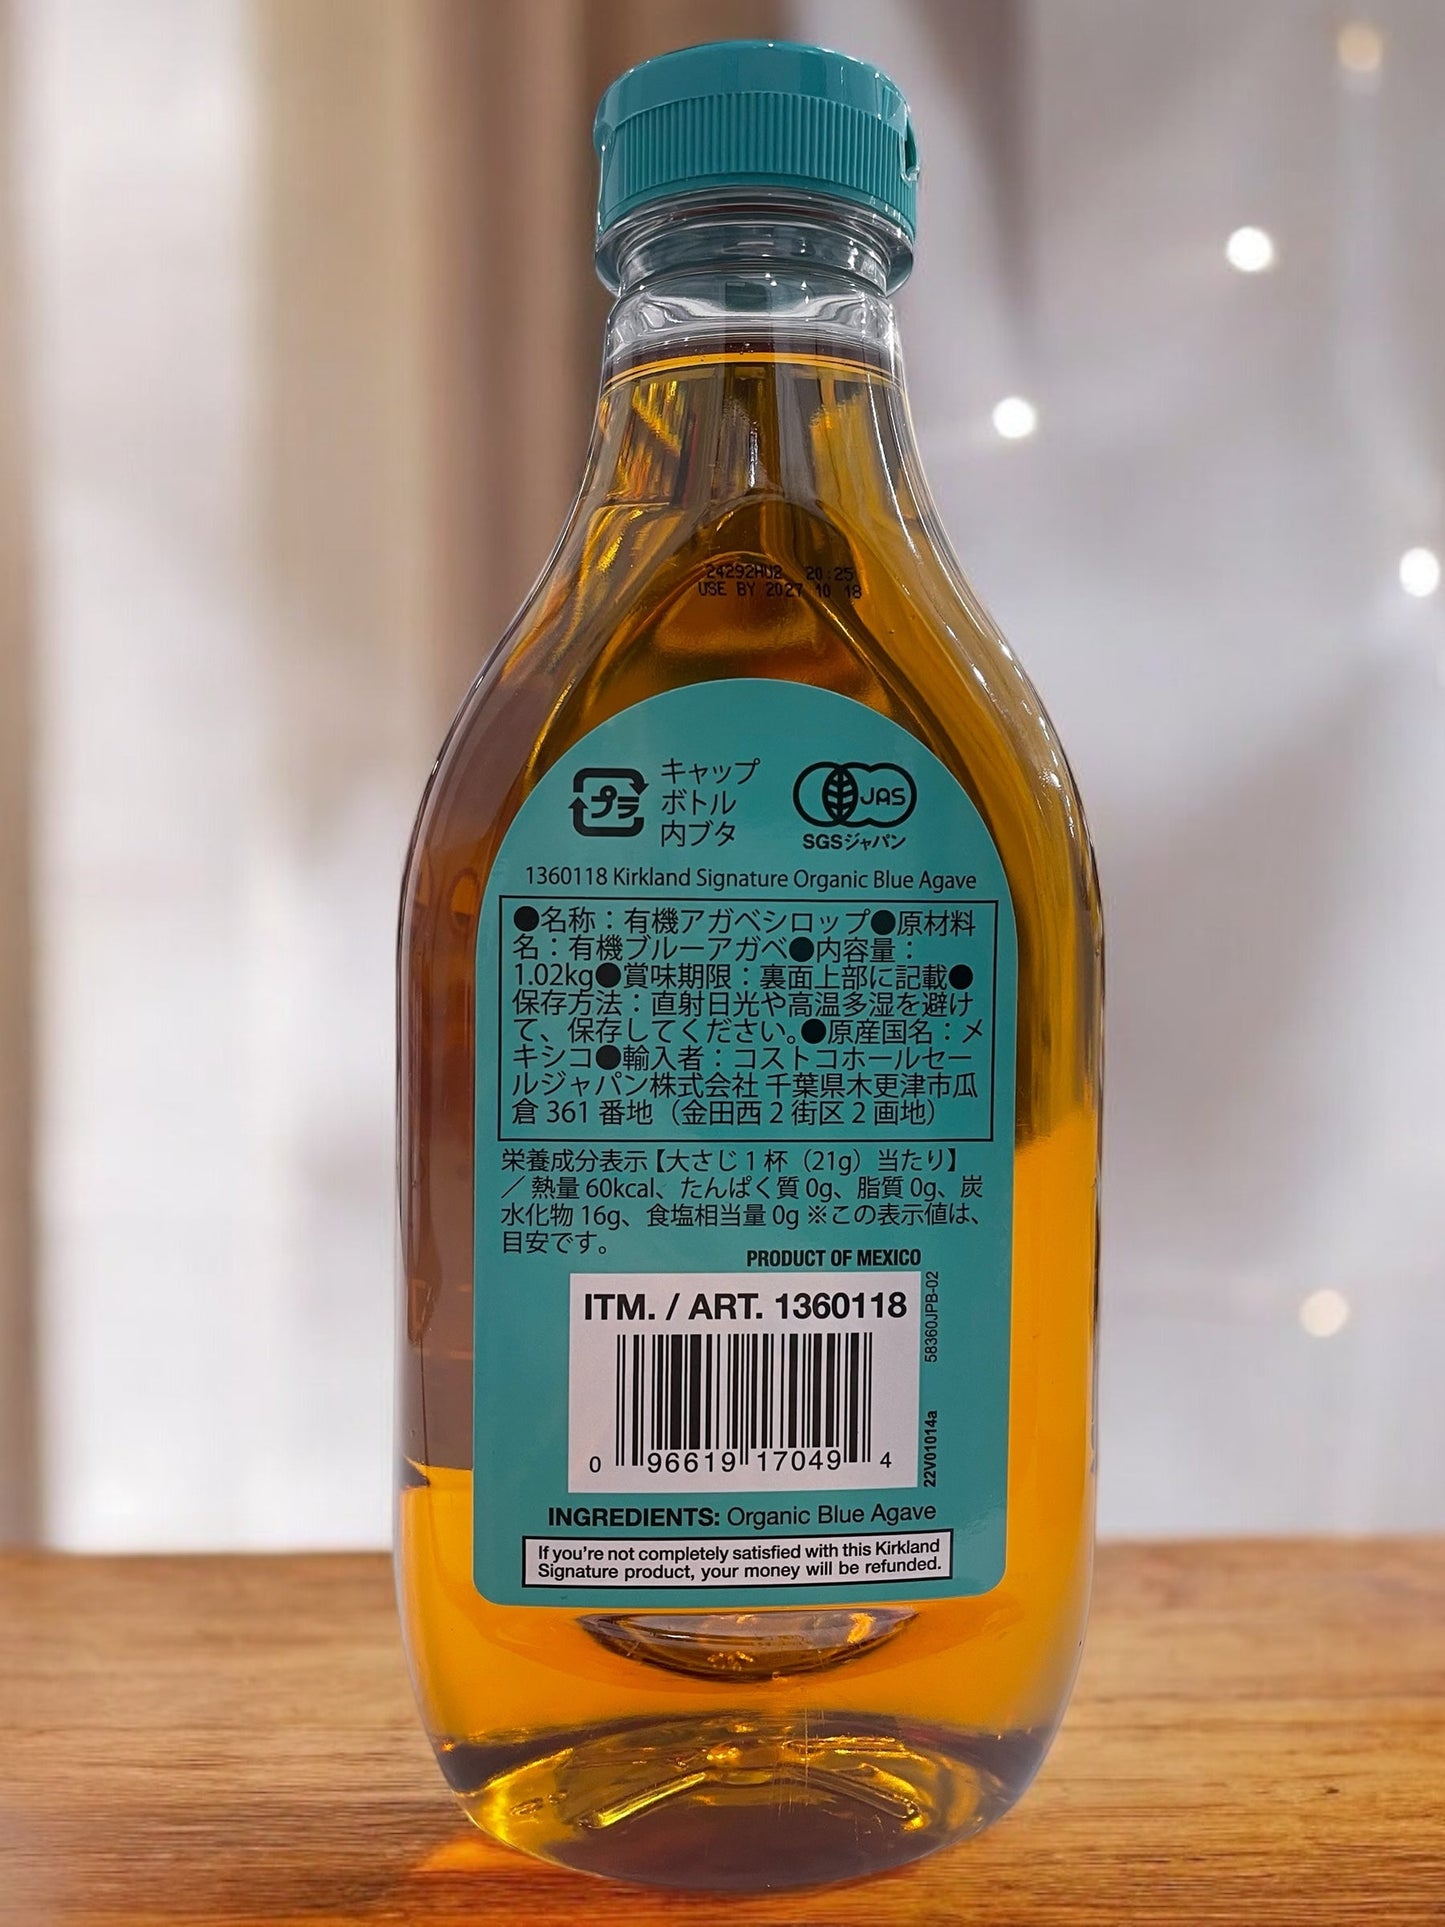 24292HU2 20:25
USE BY 2027 10 18
プラ
キャップ
ボトル
内ブタ
JAS
SGSジャパン
1360118 Kirkland Signature Organic Blue Agave
●名称：有機アガベシロップ●原材料
名：有機ブルーアガベ●内容量：
1.02kg●賞味期限：裏面上部に記載●
保存方法：直射日光や高温多湿を避け
て、保存してください。●原産国名：メ
キシコ●輸入者：コストコホールセー
ルジャパン株式会社 千葉県木更津市瓜
倉 361 番地（金田西 2 街区 2 画地）
栄養成分表示【大さじ 1 杯（21g）当たり】
／熱量 60kcal、たんぱく質 0g、脂質 0g、炭
水化物 16g、食塩相当量 0g ※この表示値は、
目安です。
PRODUCT OF MEXICO
ITM. / ART. 1360118
58360JPB-02
0 96619 17049 4
22V01014a
INGREDIENTS: Organic Blue Agave
If you're not completely satisfied with this Kirkland
Signature product, your money will be refunded.